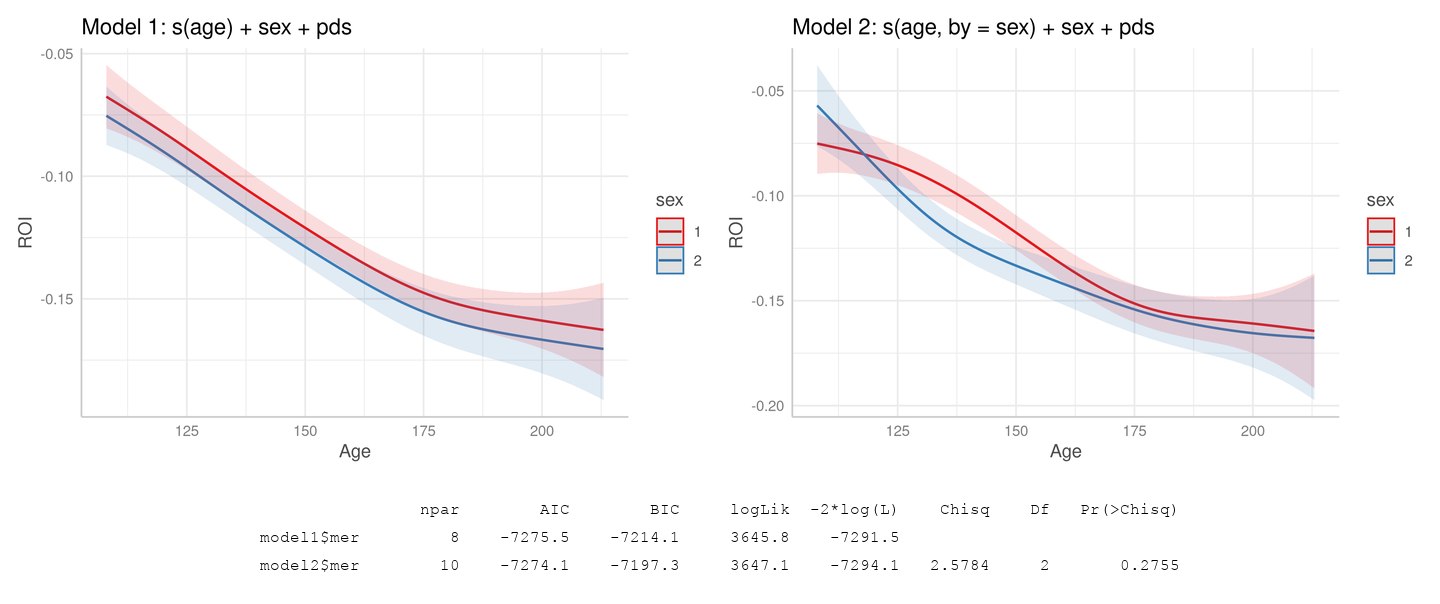 Model 1: s(age) + sex + pds
-0.05
-0.10
-0.15
ROI
125 150 175 200
Age
sex
1
2
Model 2: s(age, by = sex) + sex + pds
-0.05
-0.10
-0.15
-0.20
ROI
125 150 175 200
Age
sex
1
2
npar AIC BIC logLik -2*log(L) Chisq Df Pr(>Chisq)
model1$mer 8 -7275.5 -7214.1 3645.8 -7291.5
model2$mer 10 -7274.1 -7197.3 3647.1 -7294.1 2.5784 2 0.2755